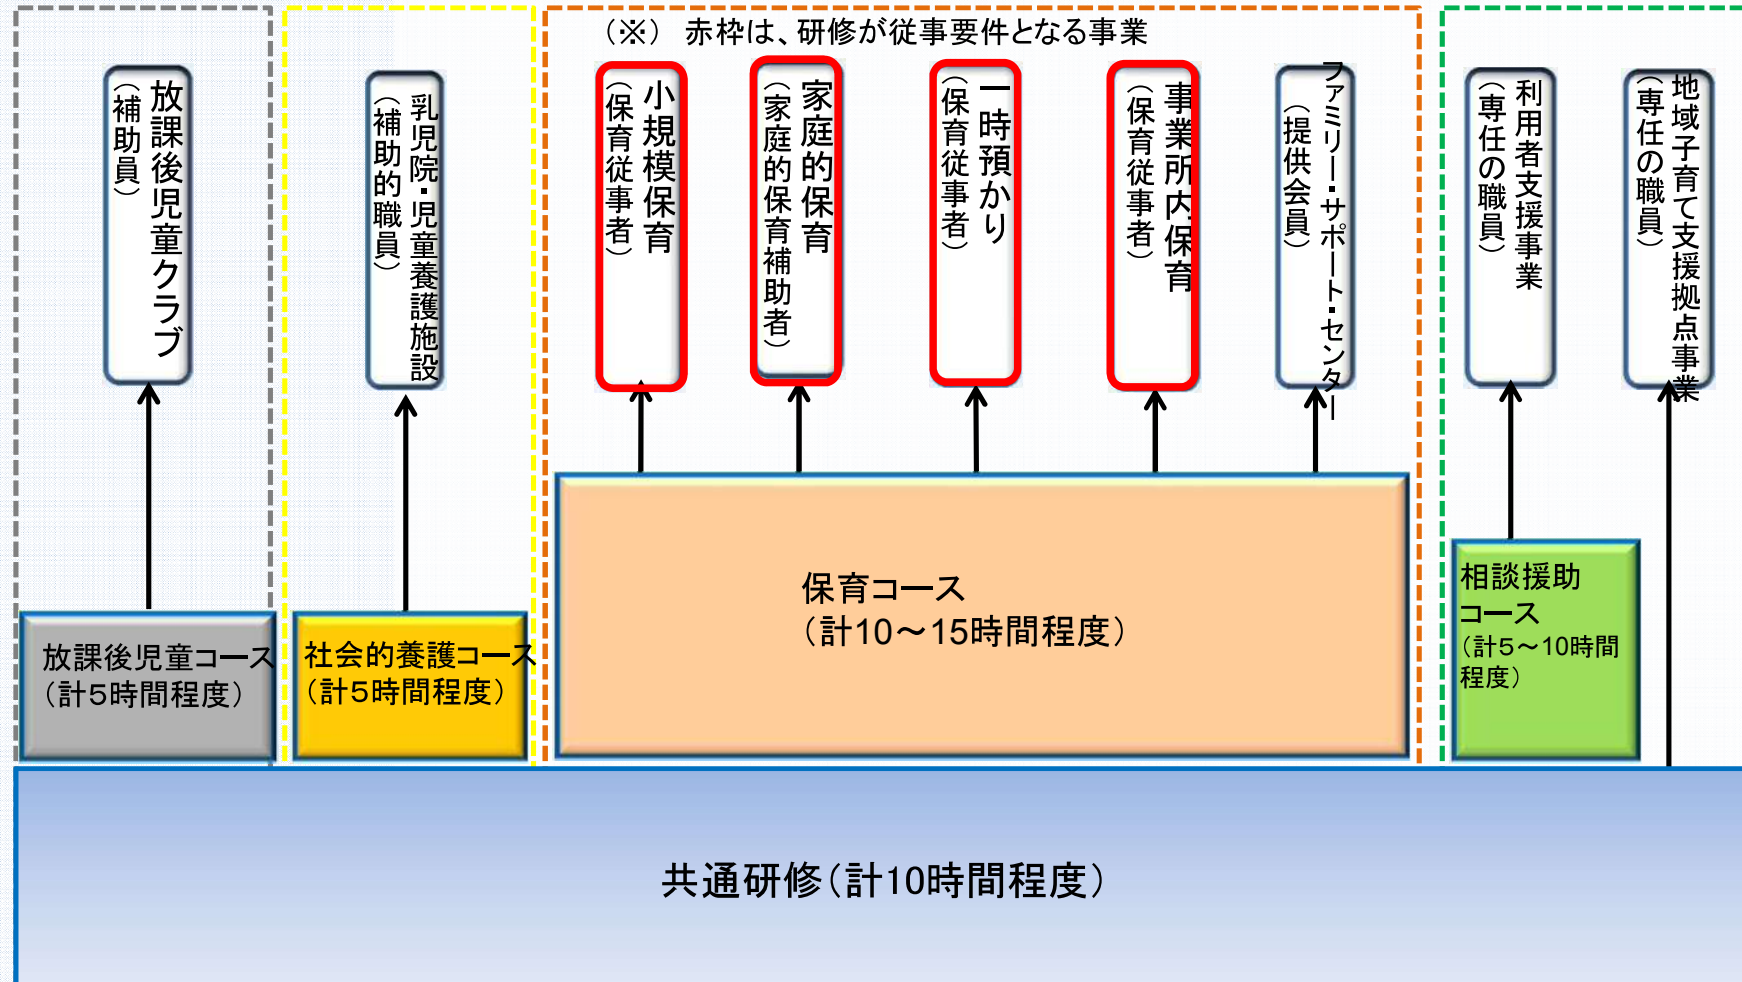 （※） 赤枠は、研修が従事要件となる事業
放課後児童クラブ
（補助員）
乳児院・児童養護施設
（補助的職員）
小規模保育
（保育従事者）
家庭的保育
（家庭的保育補助者）
一時預かり
（保育従事者）
事業所内保育
（保育従事者）
ファミリー・サポート・センター
（提供会員）
利用者支援事業
（専任の職員）
地域子育て支援拠点事業
（専任の職員）
放課後児童コース
（計５時間程度）
社会的養護コース
（計５時間程度）
保育コース
（計10～15時間程度）
相談援助
コース
（計５～10時間
程度）
共通研修（計10時間程度）